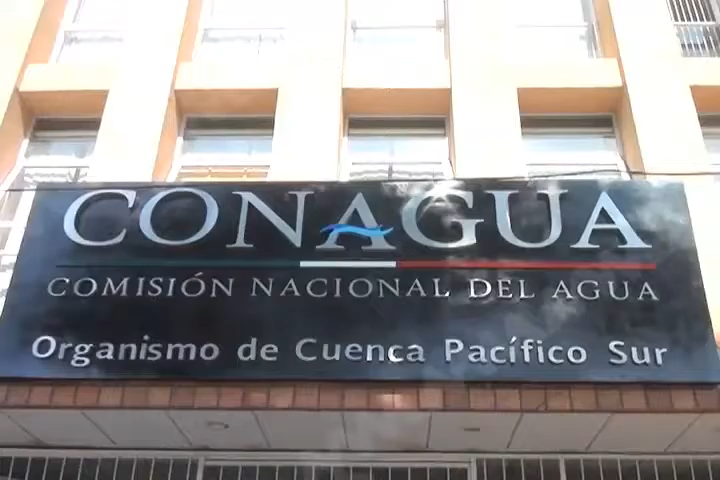 CONAGUA
COMISIÓN NACIONAL DEL AGUA
Organismo de Cuenca Pacífico Sur